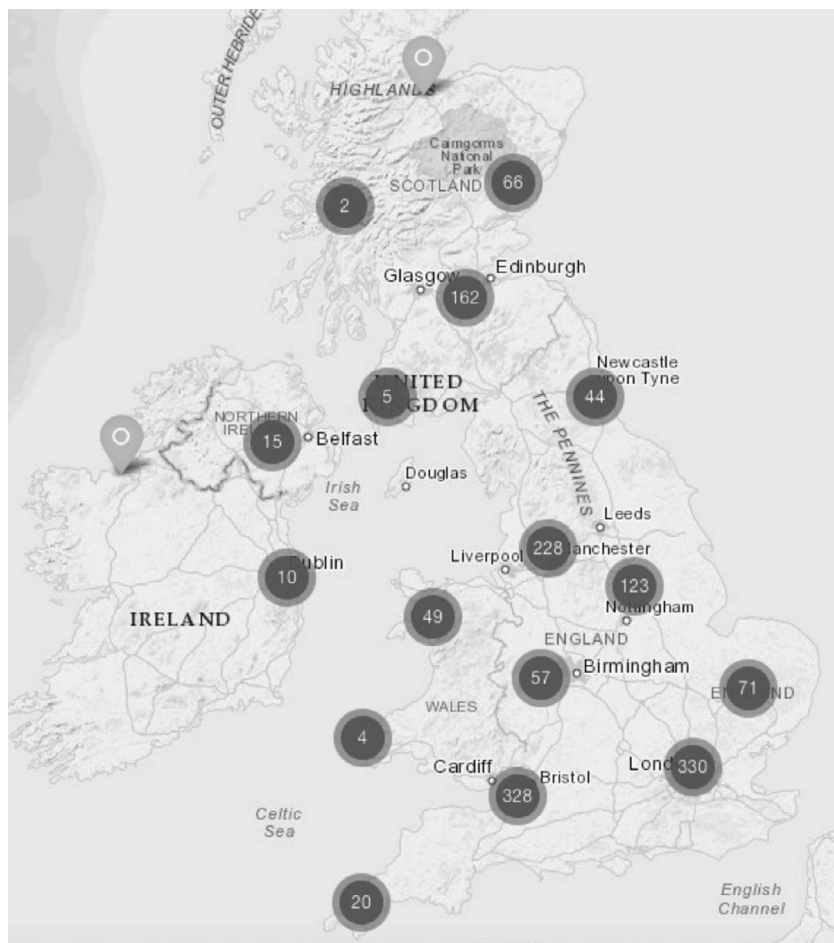 OUTER HEBRIDES
HIGHLANDS
Cairngorms
National
Park
SCOTLAND
66
2
Edinburgh
Glasgow
162
Newcastle
upon Tyne
44
5
UNITED
KINGDOM
THE PENNINES
NORTHERN
15
Belfast
Douglas
Irish
Sea
Leeds
228
Manchester
Liverpool
Dublin
10
123
Nottingham
IRELAND
49
ENGLAND
57
Birmingham
71
WALES
4
Cardiff
Bristol
328
330
Celtic
Sea
20
English
Channel